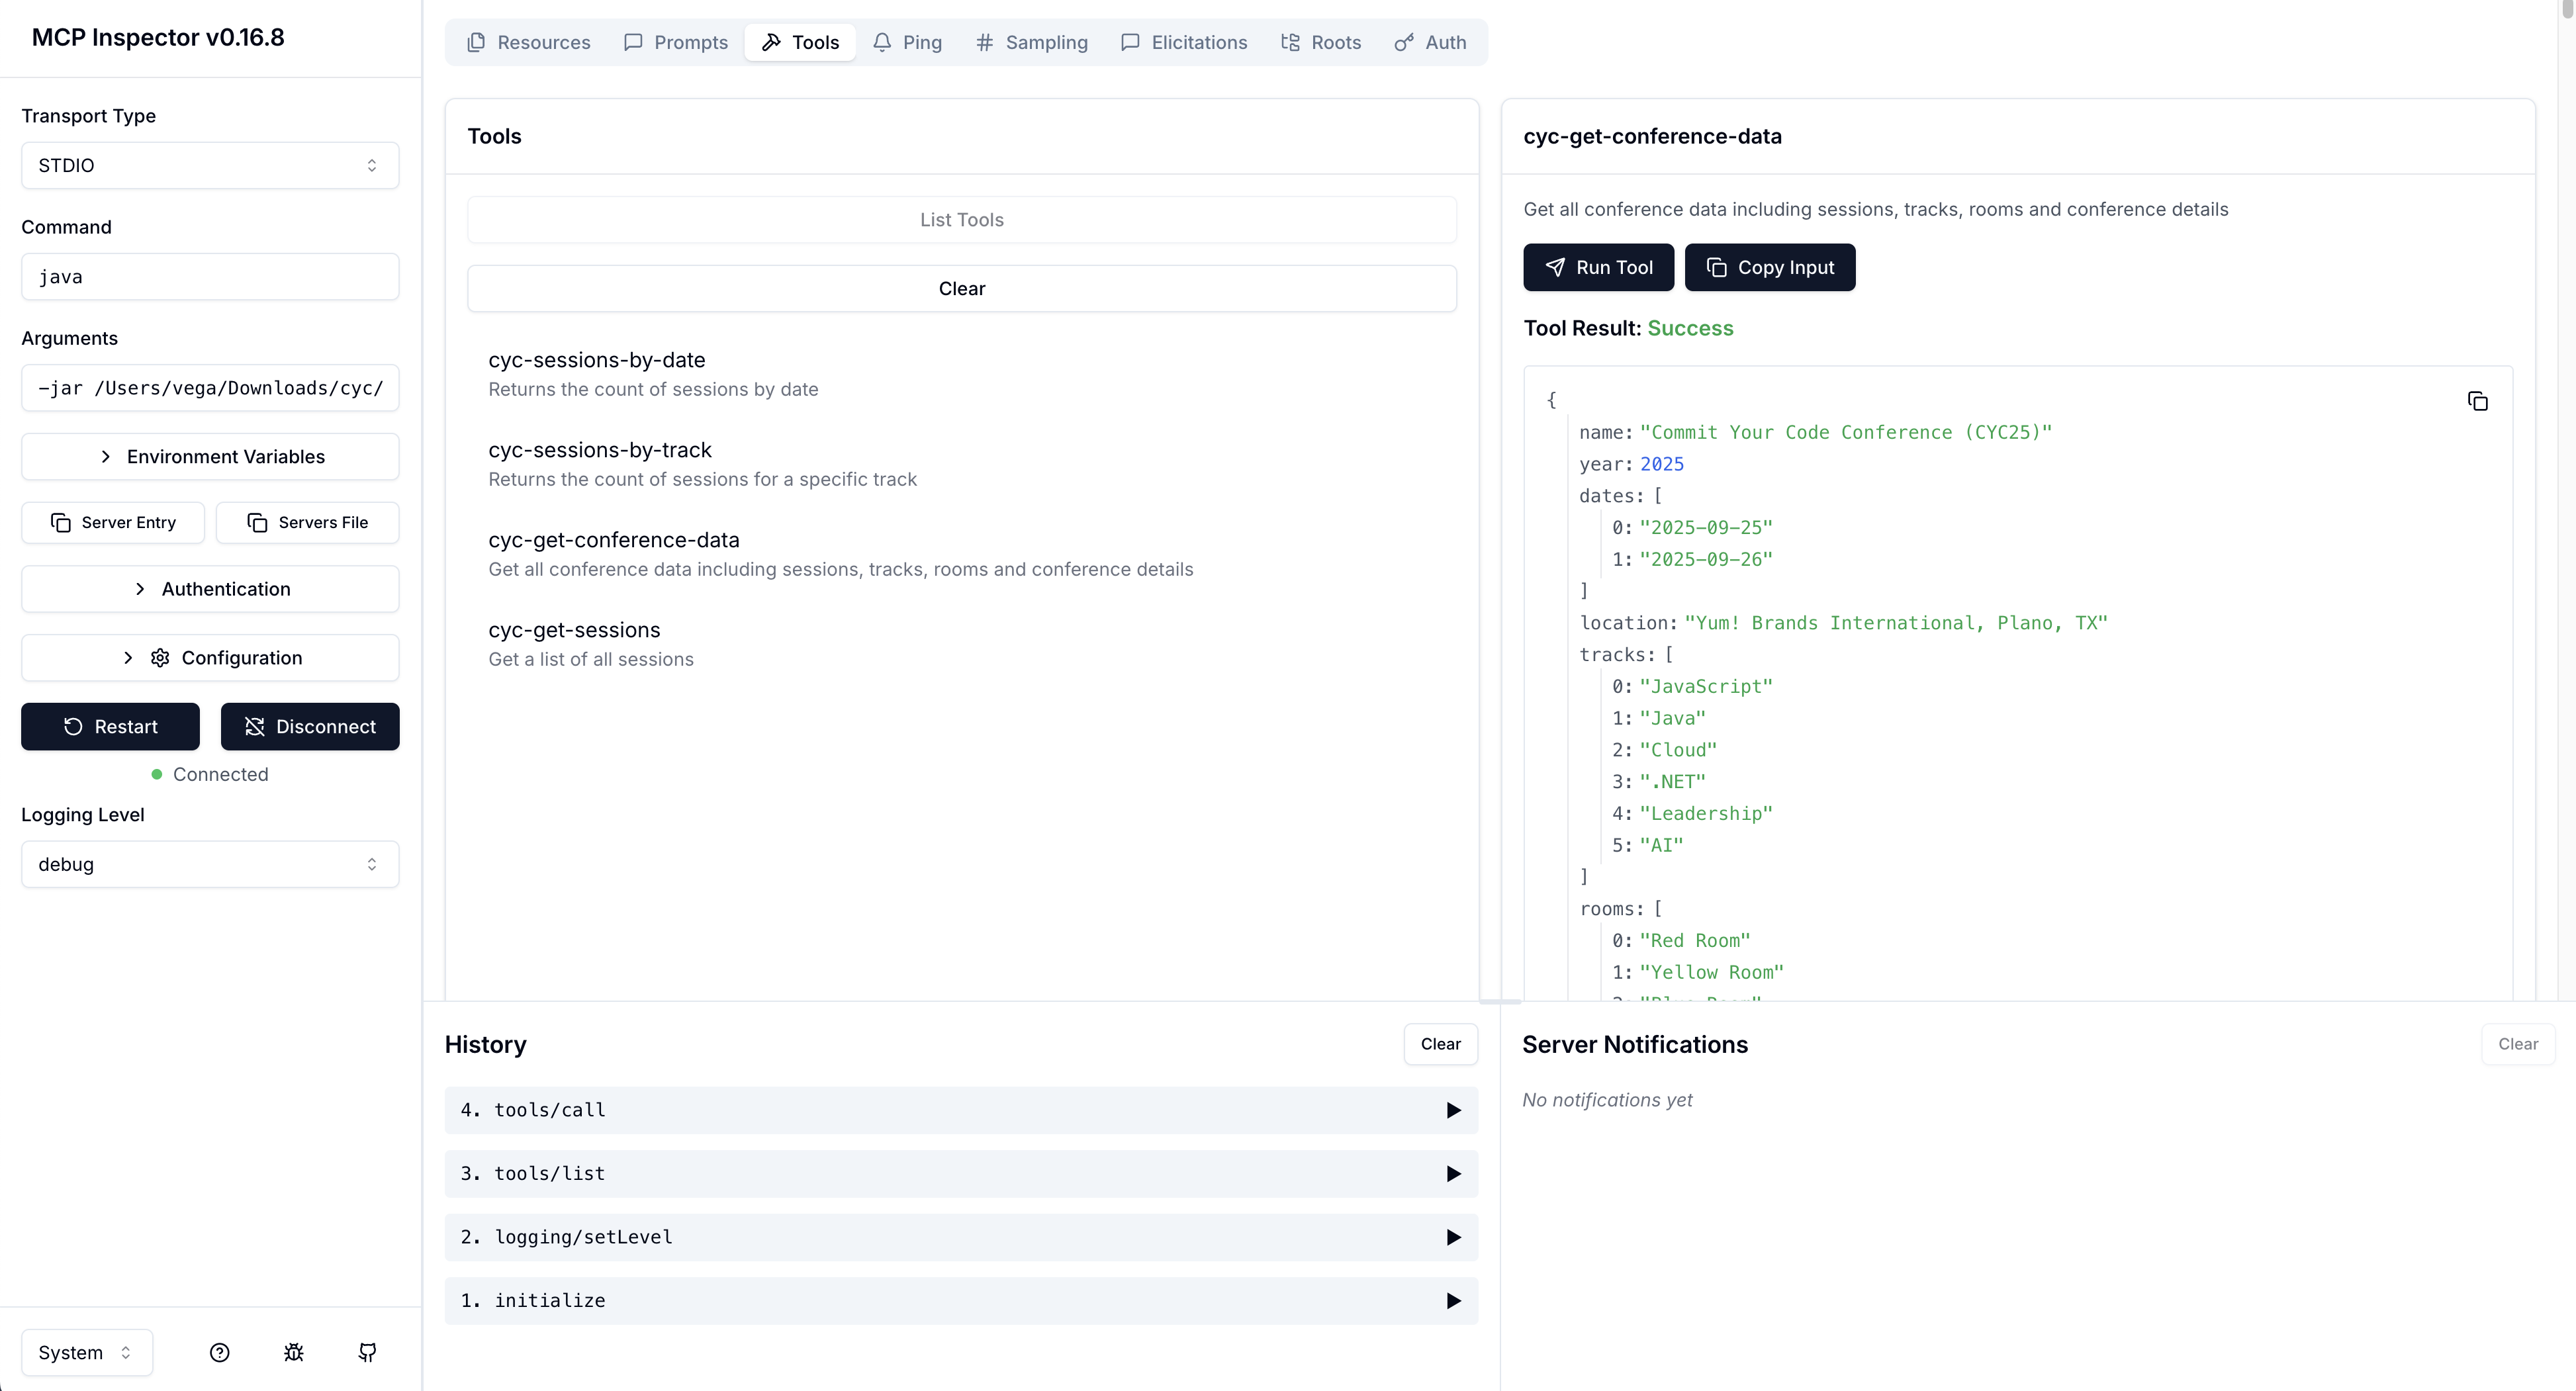 MCP Inspector v0.16.8
Transport Type
STDIO
Command
java
Arguments
-jar /Users/vega/Downloads/cyc/
Environment Variables
Server Entry
Servers File
Authentication
Configuration
Restart
Disconnect
Connected
Logging Level
debug
System
Resources
Prompts
Tools
Ping
Sampling
Elicitations
Roots
Auth
Tools
List Tools
Clear
cyc-sessions-by-date
Returns the count of sessions by date
cyc-sessions-by-track
Returns the count of sessions for a specific track
cyc-get-conference-data
Get all conference data including sessions, tracks, rooms and conference details
cyc-get-sessions
Get a list of all sessions
cyc-get-conference-data
Get all conference data including sessions, tracks, rooms and conference details
Run Tool
Copy Input
Tool Result: Success
{
name: "Commit Your Code Conference (CYC25)"
year: 2025
dates: [
0: "2025-09-25"
1: "2025-09-26"
]
location: "Yum! Brands International, Plano, TX"
tracks: [
0: "JavaScript"
1: "Java"
2: "Cloud"
3: ".NET"
4: "Leadership"
5: "AI"
]
rooms: [
0: "Red Room"
1: "Yellow Room"
History
Clear
4. tools/call
3. tools/list
2. logging/setLevel
1. initialize
Server Notifications
Clear
No notifications yet